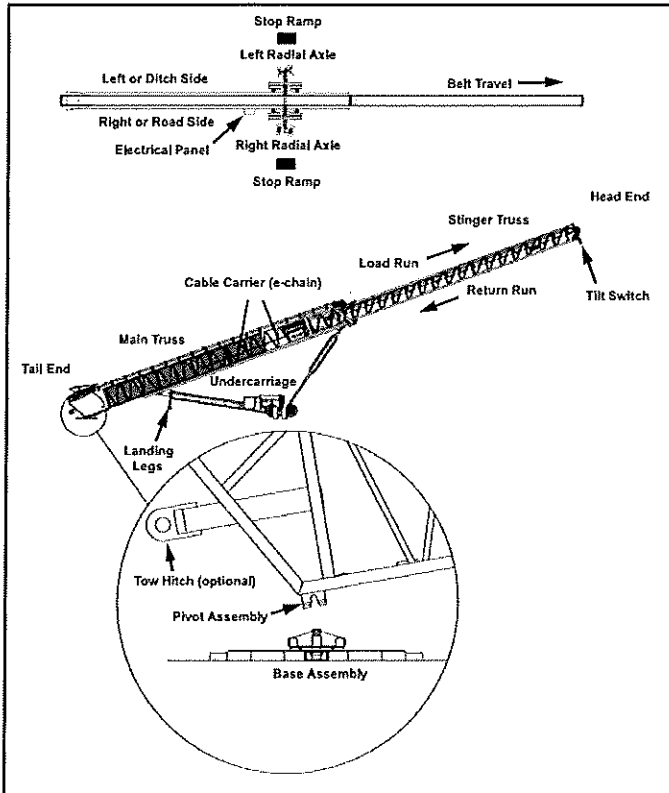 Stop Ramp
Left Radial Axle
Left or Ditch Side
Belt Travel
Right or Road Side
Electrical Panel
Right Radial Axle
Stop Ramp
Head End
Stinger Truss
Load Run
Cable Carrier (e-chain)
Return Run
Tilt Switch
Main Truss
Tail End
Undercarriage
Landing
Legs
Tow Hitch (optional)
Pivot Assembly
Base Assembly